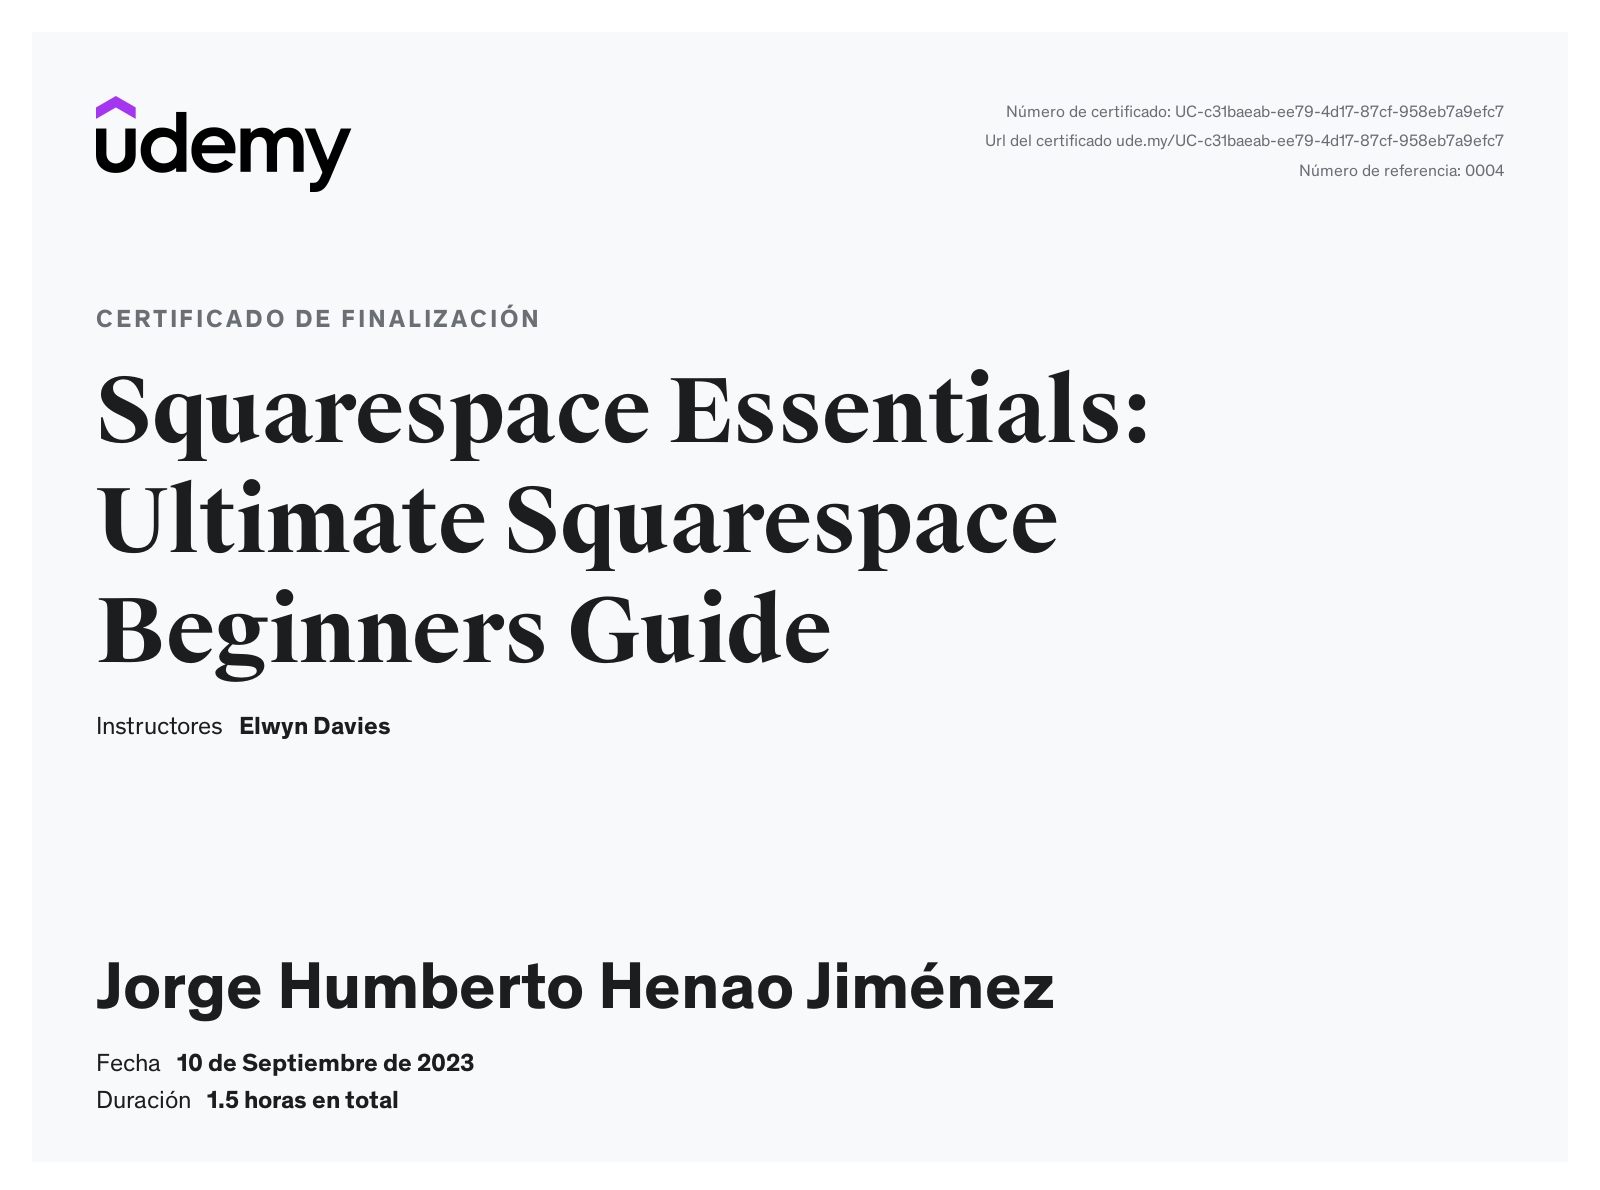 udemy
Número de certificado: UC-c31baeab-ee79-4d17-87cf-958eb7a9efc7
Url del certificado ude.my/UC-c31baeab-ee79-4d17-87cf-958eb7a9efc7
Número de referencia: 0004
CERTIFICADO DE FINALIZACIÓN
Squarespace Essentials:
Ultimate Squarespace
Beginners Guide
Instructores Elwyn Davies
Jorge Humberto Henao Jiménez
Fecha 10 de Septiembre de 2023
Duración 1.5 horas en total